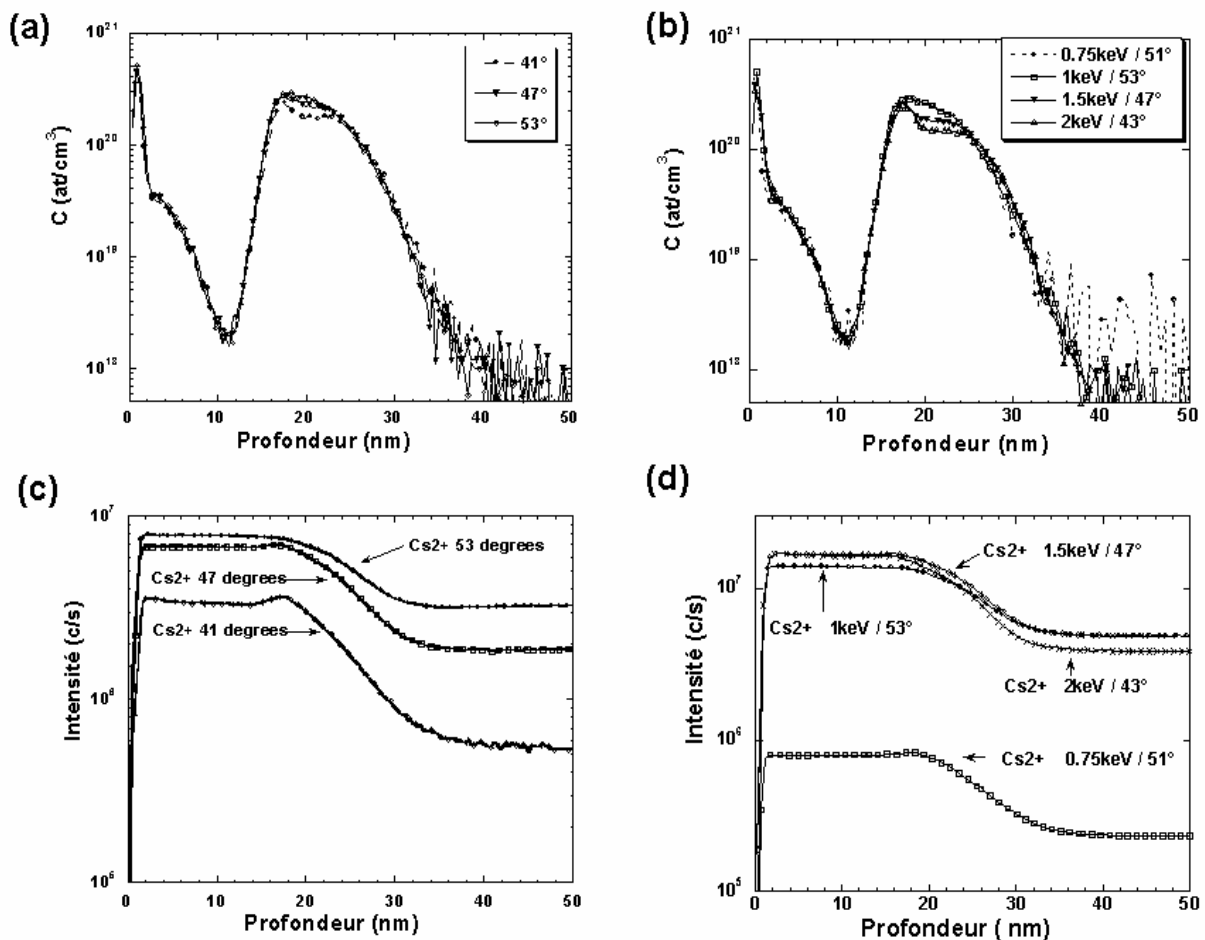 (a)
10²¹
10²⁰
10¹⁹
10¹⁸
C (at/cm³)
41°
47°
53°
0 10 20 30 40 50
Profondeur (nm)
(b)
10²¹
10²⁰
10¹⁹
10¹⁸
C (at/cm³)
0.75keV / 51°
1keV / 53°
1.5keV / 47°
2keV / 43°
0 10 20 30 40 50
Profondeur (nm)
(c)
10⁷
10⁶
10⁶
Intensité (c/s)
Cs2+ 53 degrees
Cs2+ 47 degrees
Cs2+ 41 degrees
0 10 20 30 40 50
Profondeur (nm)
(d)
10⁷
10⁶
10⁵
Intensité (c/s)
Cs2+ 1.5keV / 47°
Cs2+ 1keV / 53°
Cs2+ 2keV / 43°
Cs2+ 0.75keV / 51°
0 10 20 30 40 50
Profondeur ( nm)